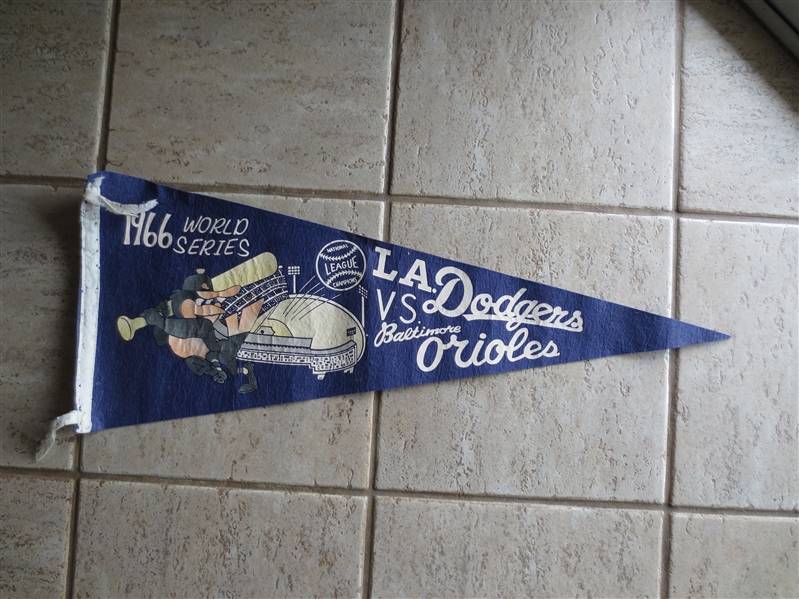 1966 WORLD
SERIES
NATIONAL
LEAGUE
CHAMPIONS
L.A. Dodgers
VS
Baltimore
Orioles